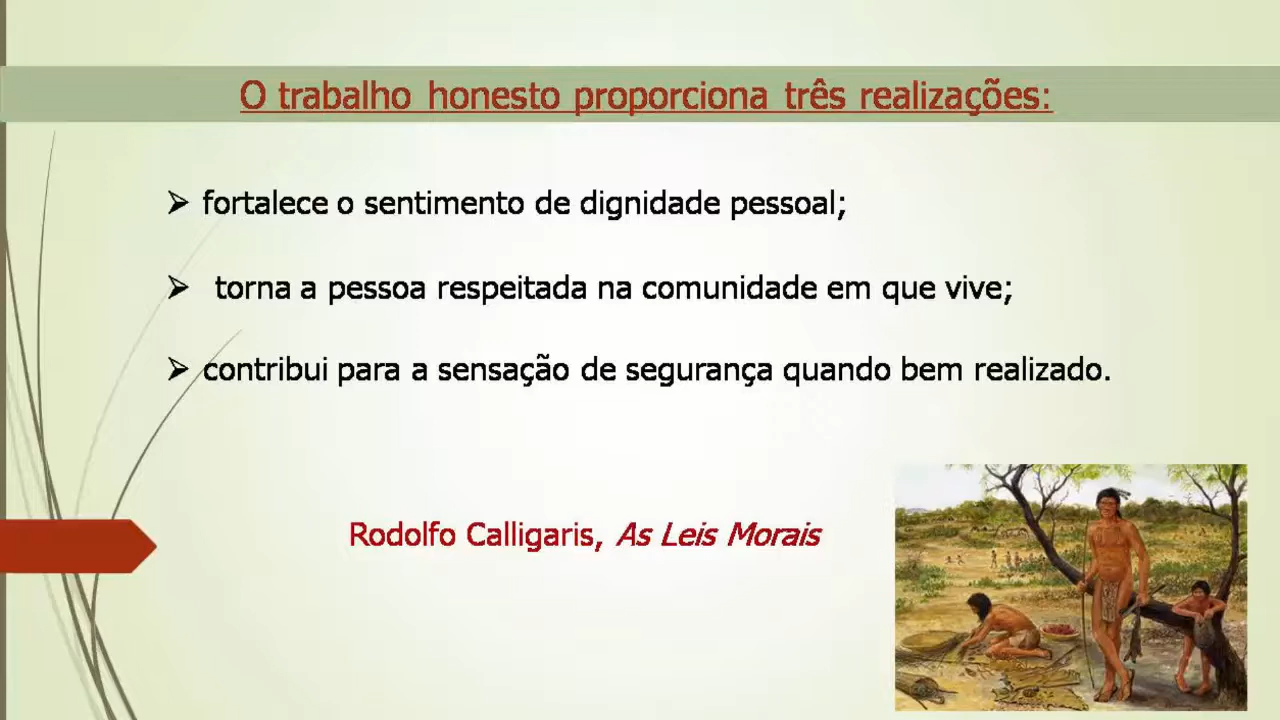 O trabalho honesto proporciona três realizações:
➢ fortalece o sentimento de dignidade pessoal;
➢ torna a pessoa respeitada na comunidade em que vive;
➢ contribui para a sensação de segurança quando bem realizado.
Rodolfo Calligaris, As Leis Morais